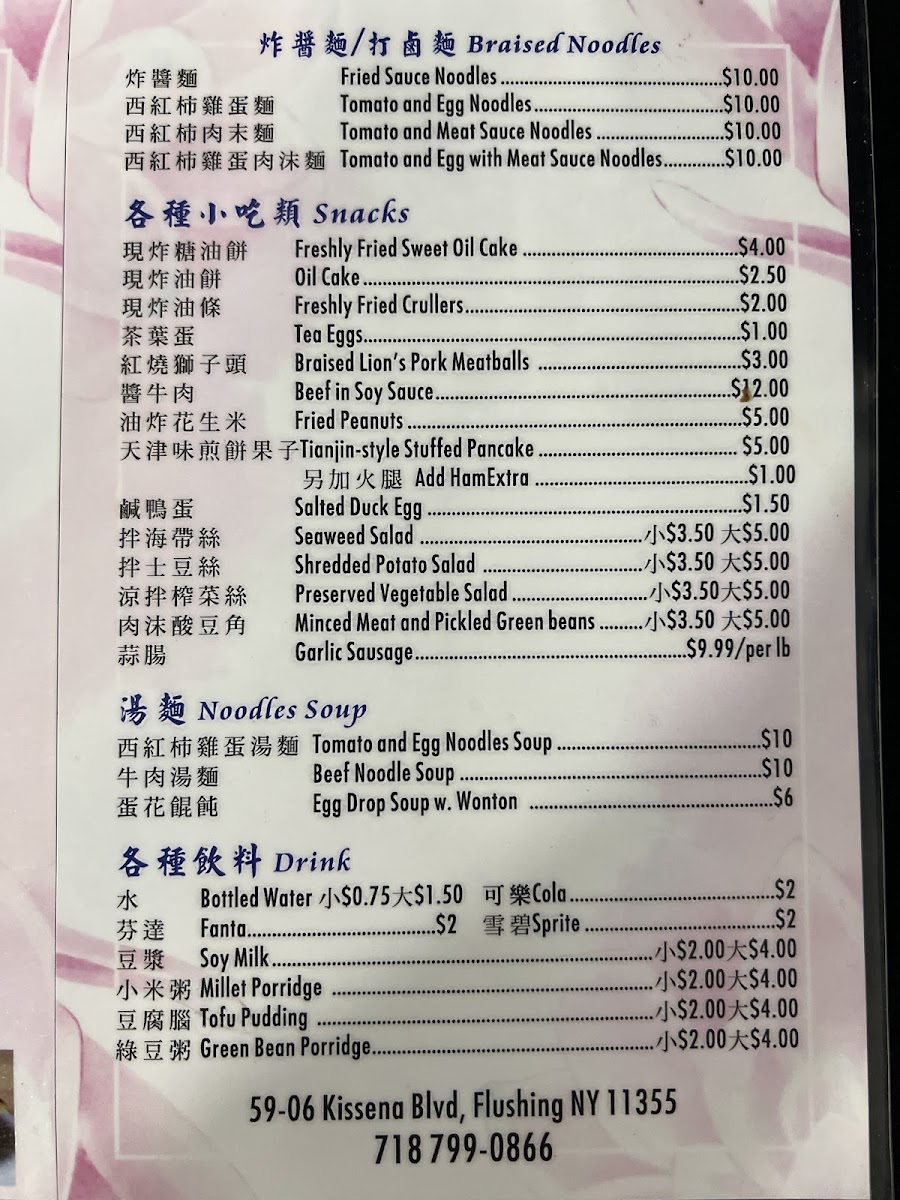 炸醬麵/打鹵麵 Braised Noodles
炸醬麵 Fried Sauce Noodles $10.00
西紅柿雞蛋麵 Tomato and Egg Noodles $10.00
西紅柿肉末麵 Tomato and Meat Sauce Noodles $10.00
西紅柿雞蛋肉沫麵 Tomato and Egg with Meat Sauce Noodles $10.00
各種小吃類 Snacks
現炸糖油餅 Freshly Fried Sweet Oil Cake $4.00
現炸油餅 Oil Cake $2.50
現炸油條 Freshly Fried Crullers $2.00
茶葉蛋 Tea Eggs $1.00
紅燒獅子頭 Braised Lion's Pork Meatballs $3.00
醬牛肉 Beef in Soy Sauce $12.00
油炸花生米 Fried Peanuts $5.00
天津味煎餅果子 Tianjin-style Stuffed Pancake $5.00
另加火腿 Add HamExtra $1.00
鹹鴨蛋 Salted Duck Egg $1.50
拌海帶絲 Seaweed Salad 小$3.50 大$5.00
拌土豆絲 Shredded Potato Salad 小$3.50 大$5.00
涼拌榨菜絲 Preserved Vegetable Salad 小$3.50大$5.00
肉沫酸豆角 Minced Meat and Pickled Green beans 小$3.50 大$5.00
蒜腸 Garlic Sausage $9.99/per lb
湯麵 Noodles Soup
西紅柿雞蛋湯麵 Tomato and Egg Noodles Soup $10
牛肉湯麵 Beef Noodle Soup $10
蛋花餛飩 Egg Drop Soup w. Wonton $6
各種飲料 Drink
水 Bottled Water 小$0.75大$1.50 可樂Cola $2
芬達 Fanta $2 雪碧Sprite $2
豆漿 Soy Milk 小$2.00大$4.00
小米粥 Millet Porridge 小$2.00大$4.00
豆腐腦 Tofu Pudding 小$2.00大$4.00
綠豆粥 Green Bean Porridge 小$2.00大$4.00
59-06 Kissena Blvd, Flushing NY 11355
718 799-0866